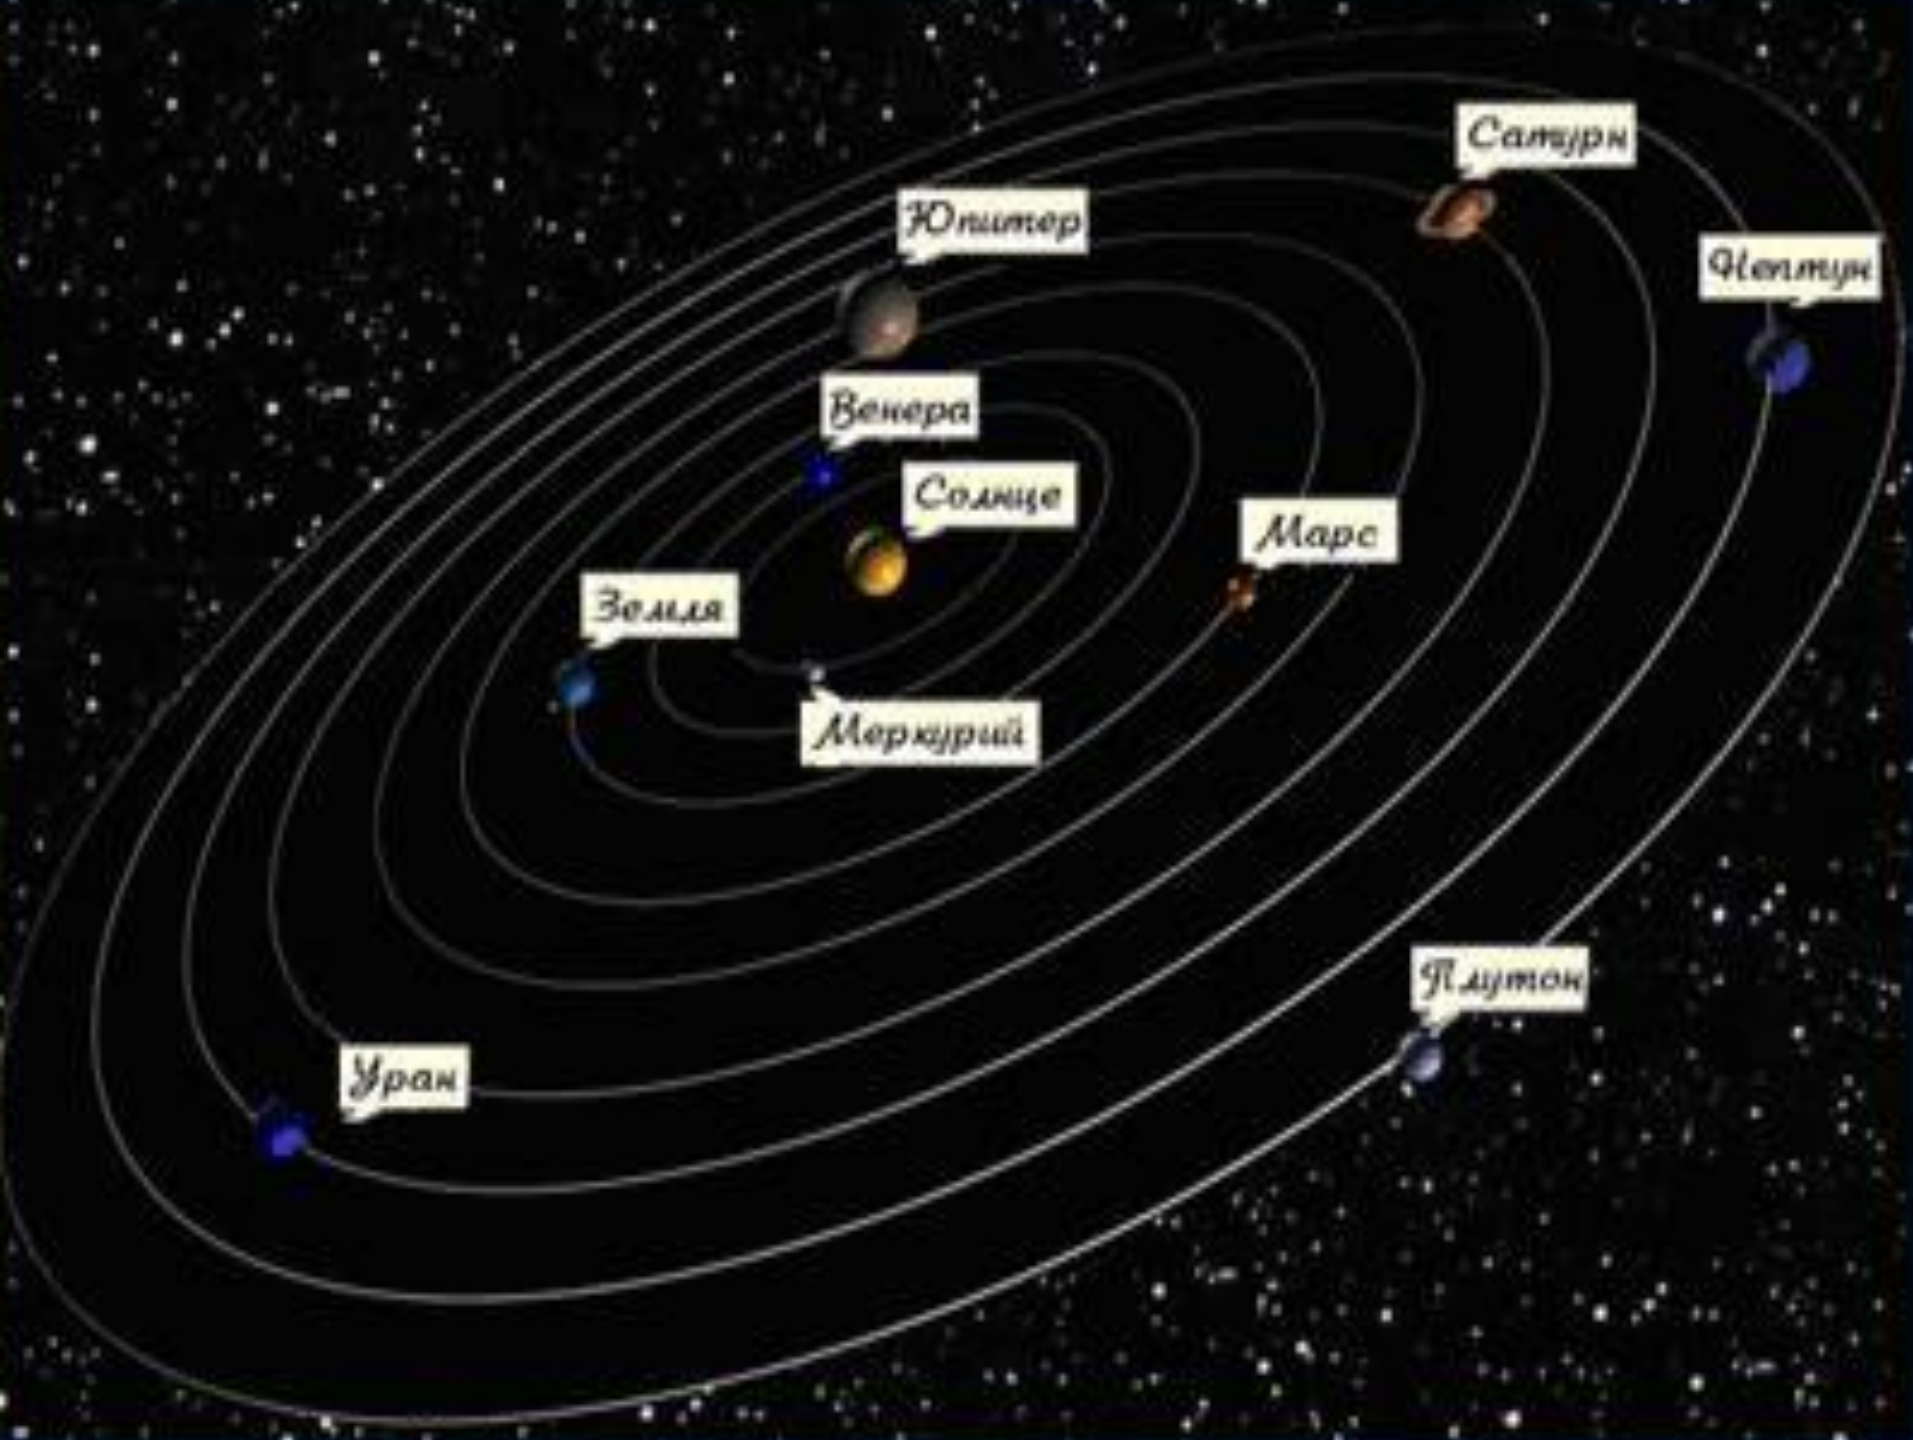 Сатурн
Юпитер
Нептун
Венера
Солнце
Марс
Земля
Меркурий
Плутон
Уран